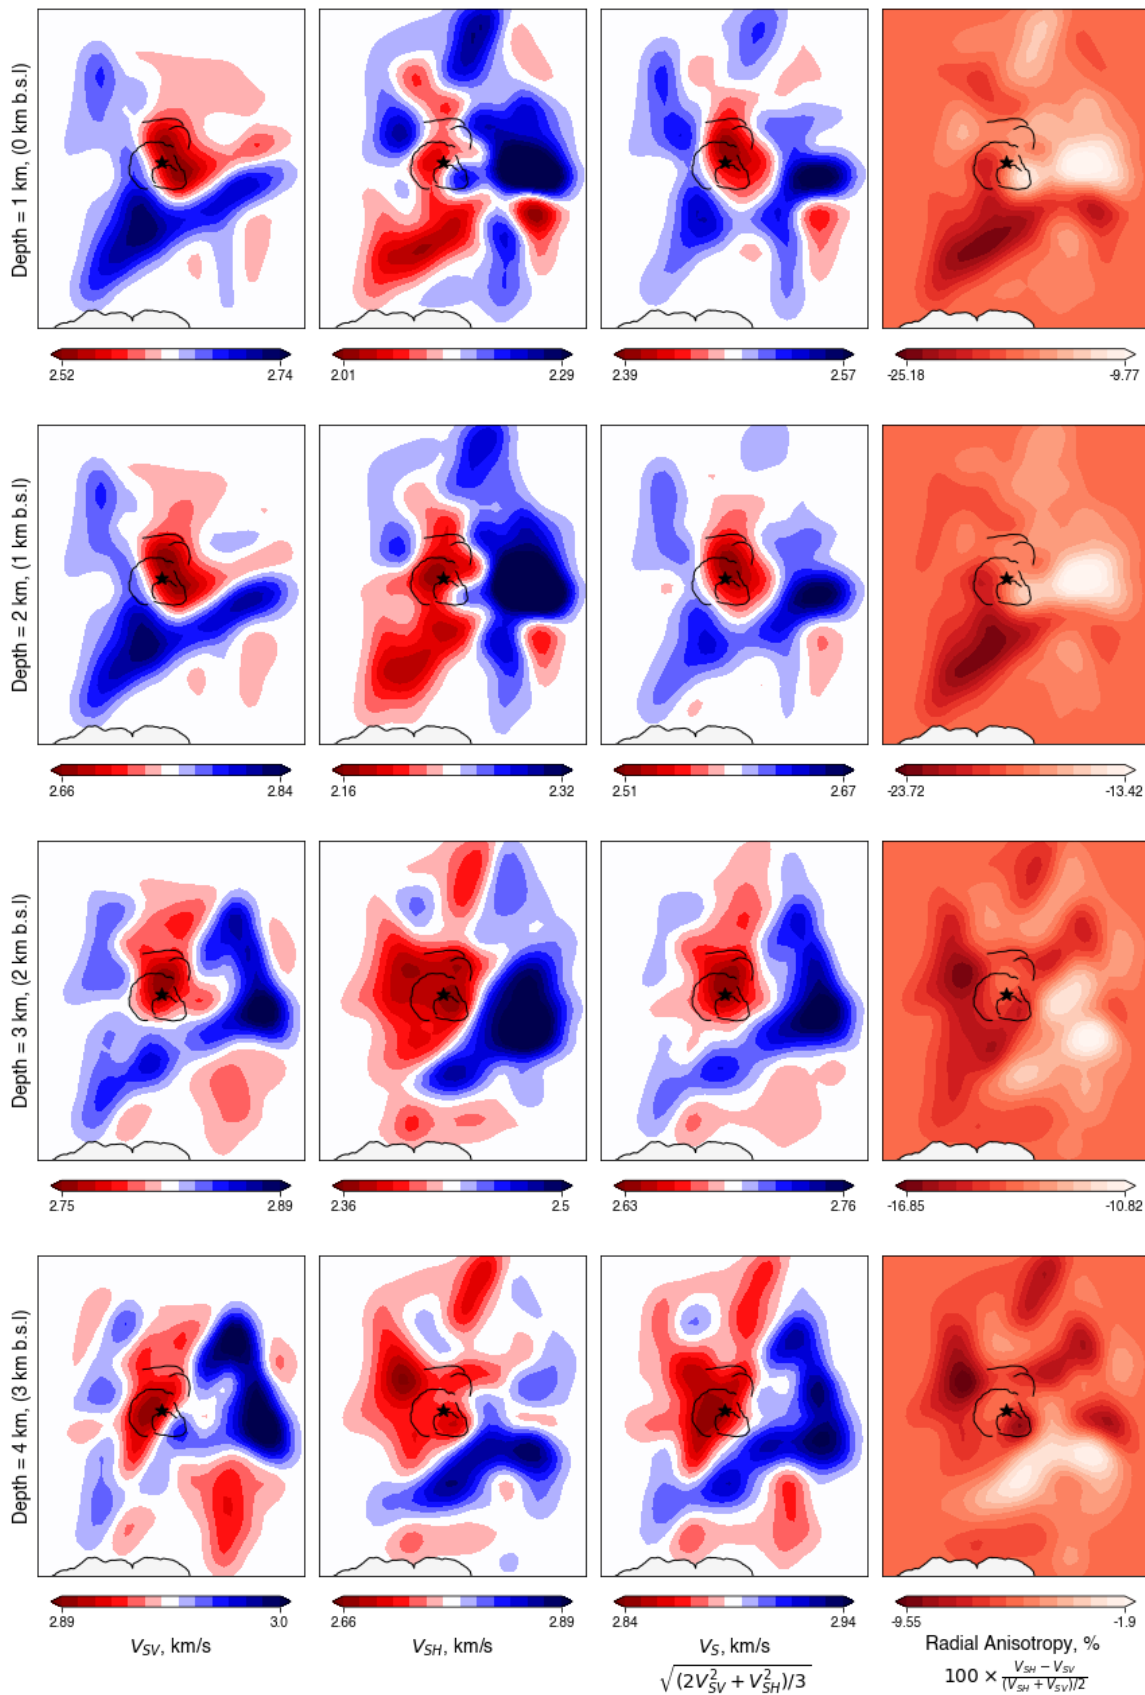 Depth = 1 km, (0 km b.s.l)
2.52 2.74 2.01 2.29 2.39 2.57 -25.18 -9.77
Depth = 2 km, (1 km b.s.l)
2.66 2.84 2.16 2.32 2.51 2.67 -23.72 -13.42
Depth = 3 km, (2 km b.s.l)
2.75 2.89 2.36 2.5 2.63 2.76 -16.85 -10.82
Depth = 4 km, (3 km b.s.l)
2.89 3.0 2.66 2.89 2.84 2.94 -9.55 -1.9
V_SV, km/s V_SH, km/s V_S, km/s Radial Anisotropy, %
√(2V²_SV + V²_SH)/3 100 × (V_SH − V_SV)/((V_SH + V_SV)/2)